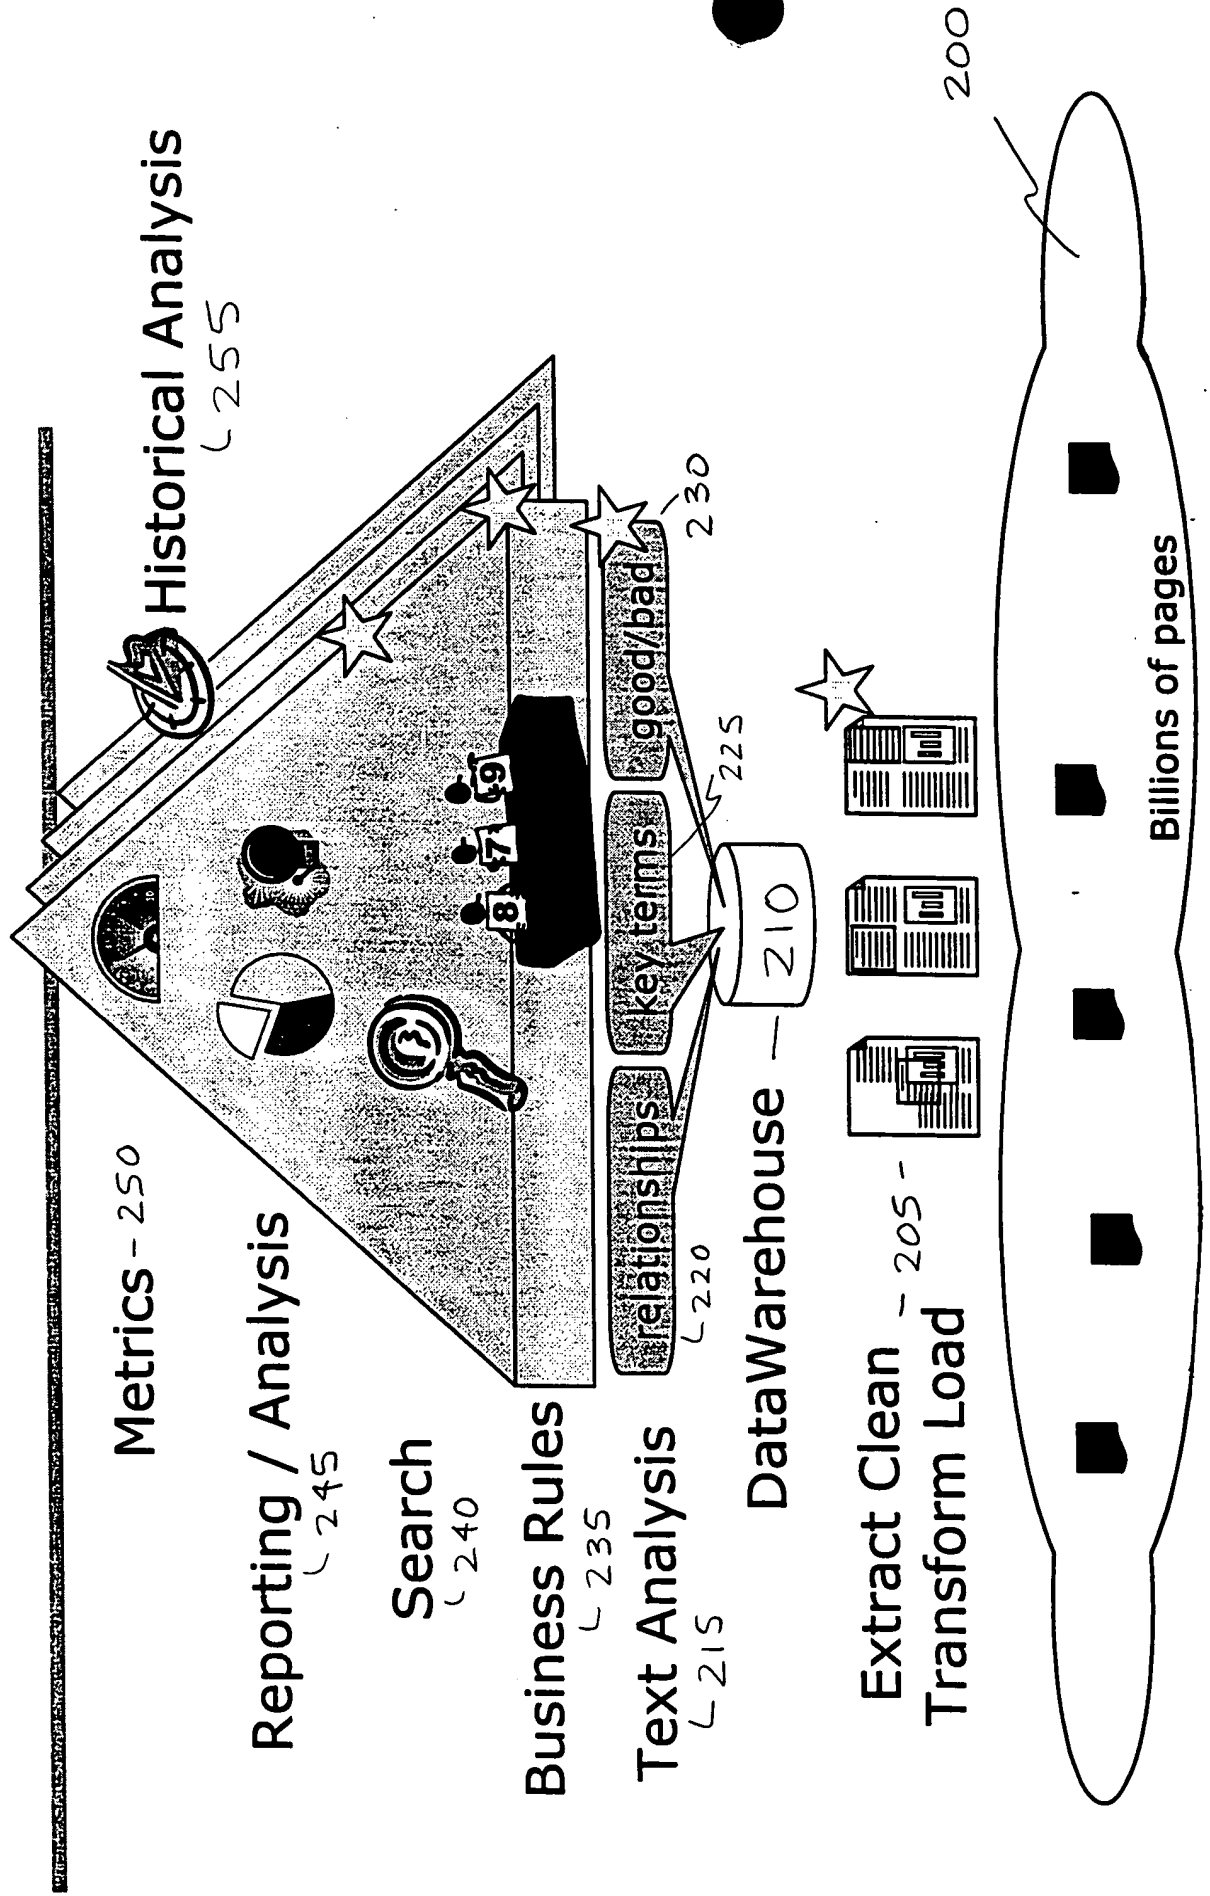 Historical Analysis
255
Metrics - 250
Reporting / Analysis
245
Search
240
8 7 9
Business Rules
235
Text Analysis
215
relationships key terms good/bad
220
225
230
DataWarehouse - 210
Extract Clean - 205 -
Transform Load
200
Billions of pages